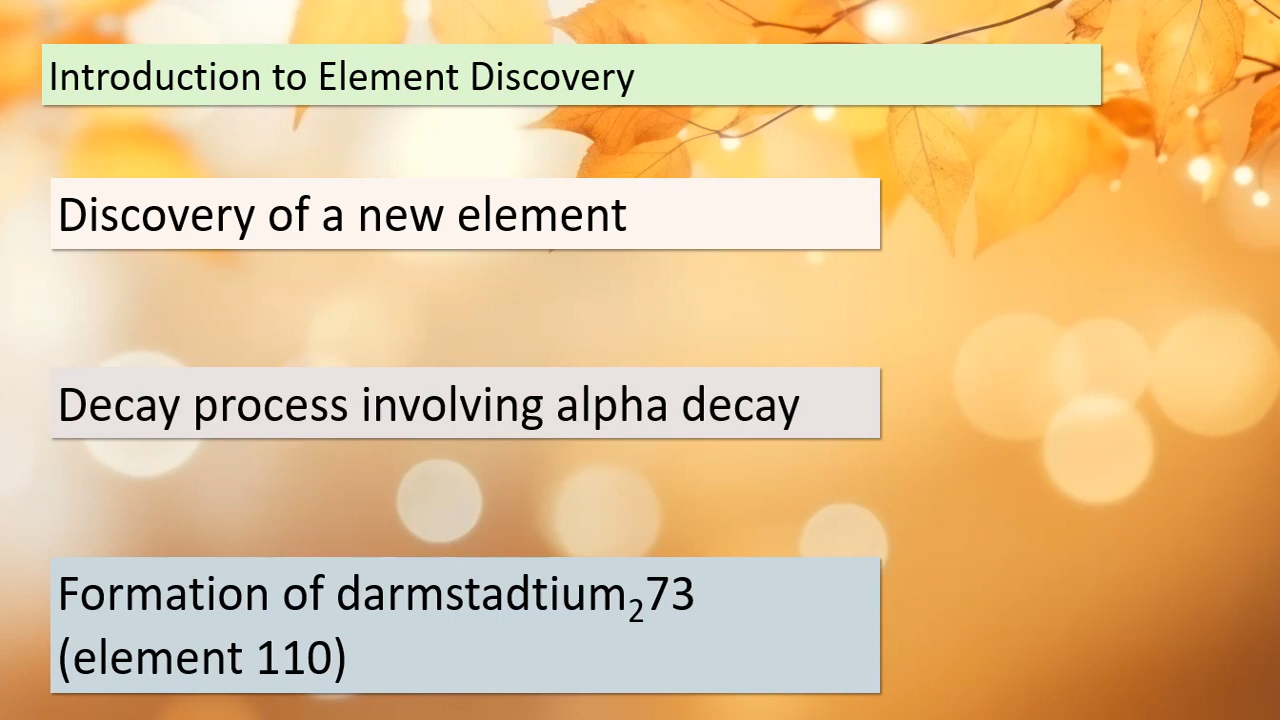 Introduction to Element Discovery
Discovery of a new element
Decay process involving alpha decay
Formation of darmstadtium₂73
(element 110)